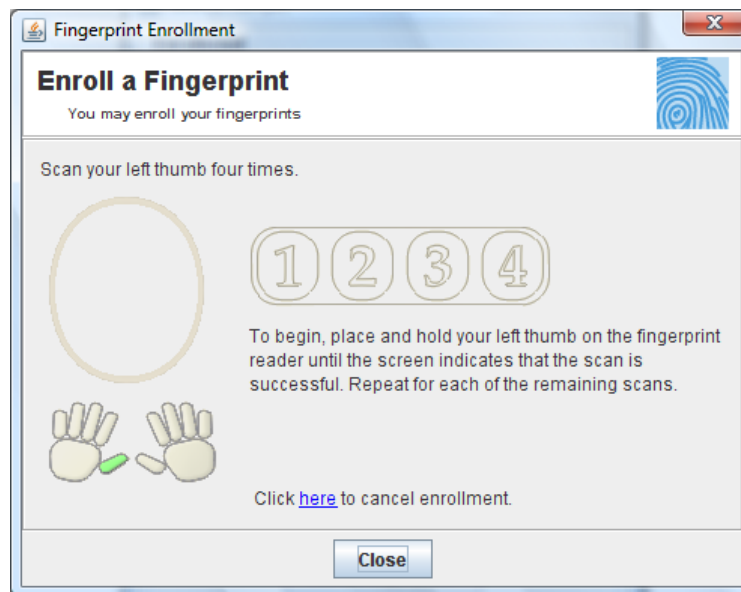 Fingerprint Enrollment
Enroll a Fingerprint
You may enroll your fingerprints
Scan your left thumb four times.
1 2 3 4
To begin, place and hold your left thumb on the fingerprint
reader until the screen indicates that the scan is
successful. Repeat for each of the remaining scans.
Click here to cancel enrollment.
Close